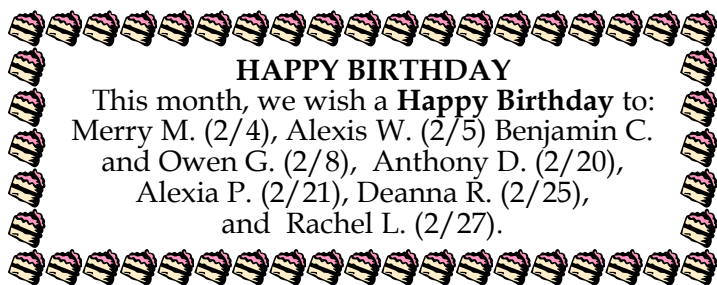 HAPPY BIRTHDAY
This month, we wish a Happy Birthday to:
Merry M. (2/4), Alexis W. (2/5) Benjamin C.
and Owen G. (2/8), Anthony D. (2/20),
Alexia P. (2/21), Deanna R. (2/25),
and Rachel L. (2/27).